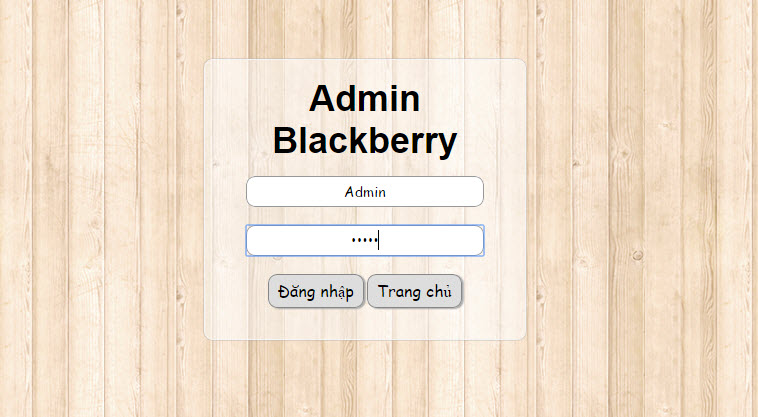 Admin
Blackberry
Admin
•••••
Đăng nhập Trang chủ